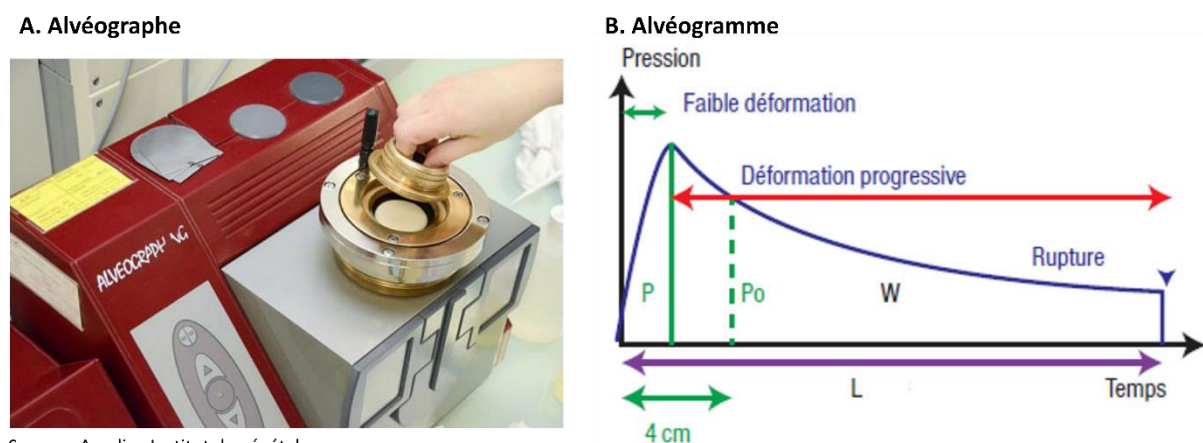 A. Alvéographe
ALVEOGRAPH NG
B. Alvéogramme
Pression
Faible déformation
Déformation progressive
Rupture
P
Po
W
L
Temps
4 cm